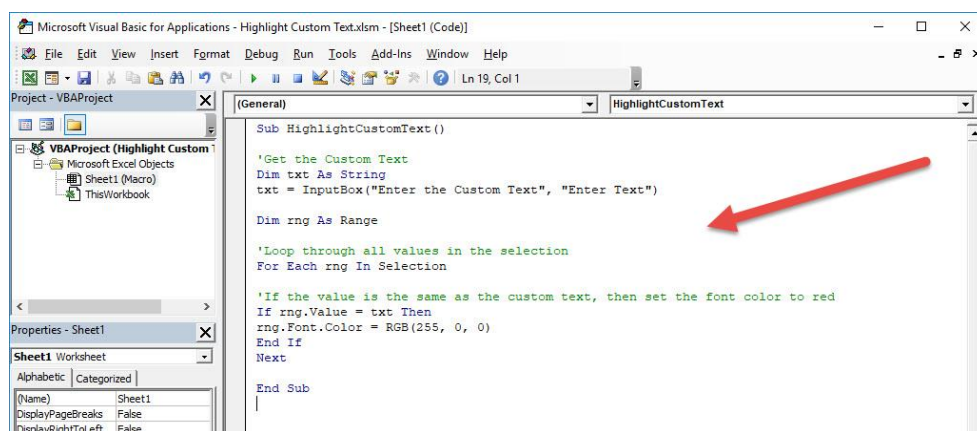 Microsoft Visual Basic for Applications - Highlight Custom Text.xlsm - [Sheet1 (Code)]
File Edit View Insert Format Debug Run Tools Add-Ins Window Help
Ln 19, Col 1
Project - VBAProject
(General)
HighlightCustomText
VBAProject (Highlight Custom
Microsoft Excel Objects
Sheet1 (Macro)
ThisWorkbook
Properties - Sheet1
Sheet1 Worksheet
Alphabetic Categorized
(Name) Sheet1
DisplayPageBreaks False
DisplayRightToLeft False
Sub HighlightCustomText()
'Get the Custom Text
Dim txt As String
txt = InputBox("Enter the Custom Text", "Enter Text")
Dim rng As Range
'Loop through all values in the selection
For Each rng In Selection
'If the value is the same as the custom text, then set the font color to red
If rng.Value = txt Then
rng.Font.Color = RGB(255, 0, 0)
End If
Next
End Sub